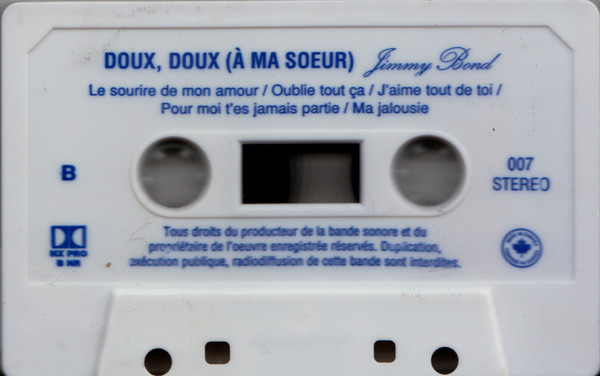 DOUX, DOUX (À MA SOEUR) Jimmy Bond
Le sourire de mon amour / Oublie tout ça / J'aime tout de toi /
Pour moi t'es jamais partie / Ma jalousie
B
007
STEREO
HX PRO
B NR
Tous droits du producteur de la bande sonore et du
propriétaire de l'oeuvre enregistrée réservés. Duplication,
exécution publique, radiodiffusion de cette bande sont interdites.